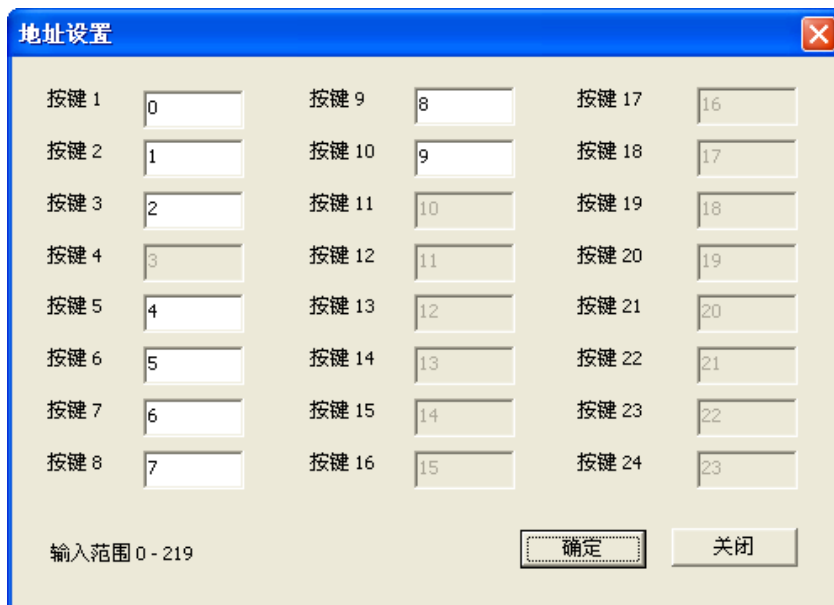 地址设置
按键 1 0 按键 9 8 按键 17 16
按键 2 1 按键 10 9 按键 18 17
按键 3 2 按键 11 10 按键 19 18
按键 4 3 按键 12 11 按键 20 19
按键 5 4 按键 13 12 按键 21 20
按键 6 5 按键 14 13 按键 22 21
按键 7 6 按键 15 14 按键 23 22
按键 8 7 按键 16 15 按键 24 23
输入范围 0 - 219 确定 关闭